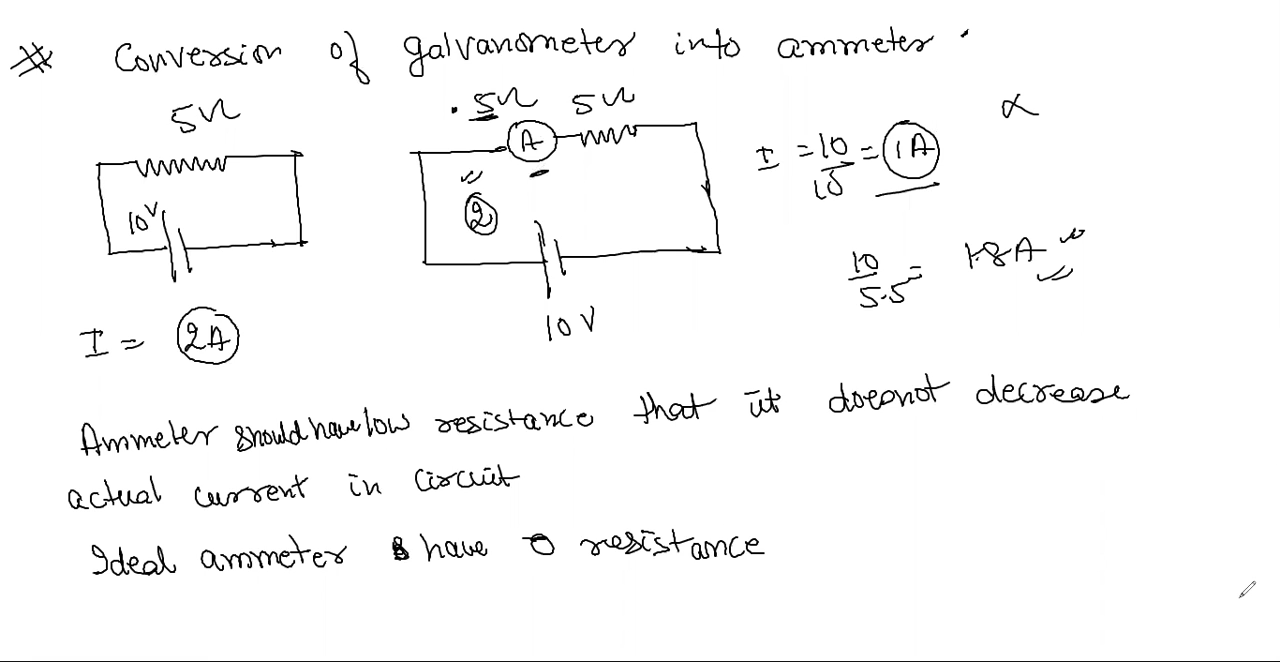 # Conversion of galvanometer into ammeter.
5Ω
10V
I = 2A
.5Ω 5Ω
A
2
10V
I = 10/10 = 1A
α
10/5.5 = 1.8A
Ammeter should have low resistance that it doesnot decrease
actual current in circuit
Ideal ammeter have 0 resistance